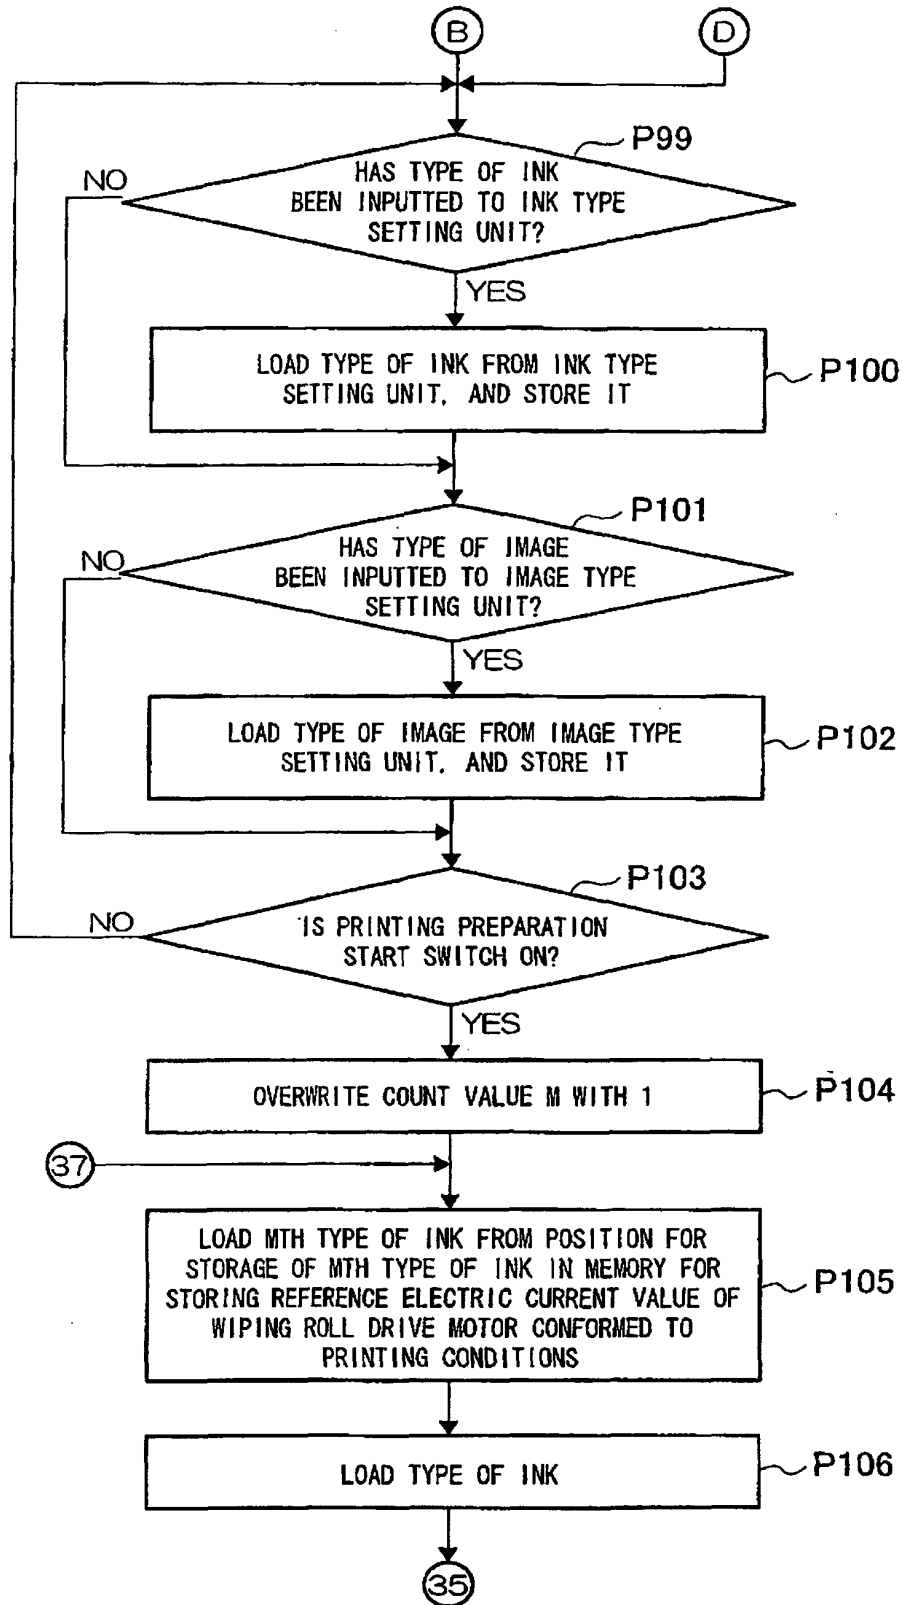 B
D
P99
NO
HAS TYPE OF INK
BEEN INPUTTED TO INK TYPE
SETTING UNIT?
YES
LOAD TYPE OF INK FROM INK TYPE
SETTING UNIT, AND STORE IT
P100
P101
NO
HAS TYPE OF IMAGE
BEEN INPUTTED TO IMAGE TYPE
SETTING UNIT?
YES
LOAD TYPE OF IMAGE FROM IMAGE TYPE
SETTING UNIT, AND STORE IT
P102
P103
NO
IS PRINTING PREPARATION
START SWITCH ON?
YES
OVERWRITE COUNT VALUE M WITH 1
P104
37
LOAD MTH TYPE OF INK FROM POSITION FOR
STORAGE OF MTH TYPE OF INK IN MEMORY FOR
STORING REFERENCE ELECTRIC CURRENT VALUE OF
WIPING ROLL DRIVE MOTOR CONFORMED TO
PRINTING CONDITIONS
P105
LOAD TYPE OF INK
P106
35